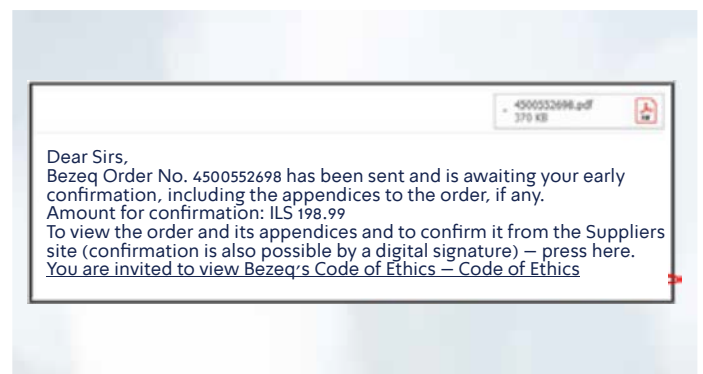 4500552698.pdf
370 KB
Dear Sirs,
Bezeq Order No. 4500552698 has been sent and is awaiting your early
confirmation, including the appendices to the order, if any.
Amount for confirmation: ILS 198.99
To view the order and its appendices and to confirm it from the Suppliers
site (confirmation is also possible by a digital signature) – press here.
You are invited to view Bezeq's Code of Ethics – Code of Ethics